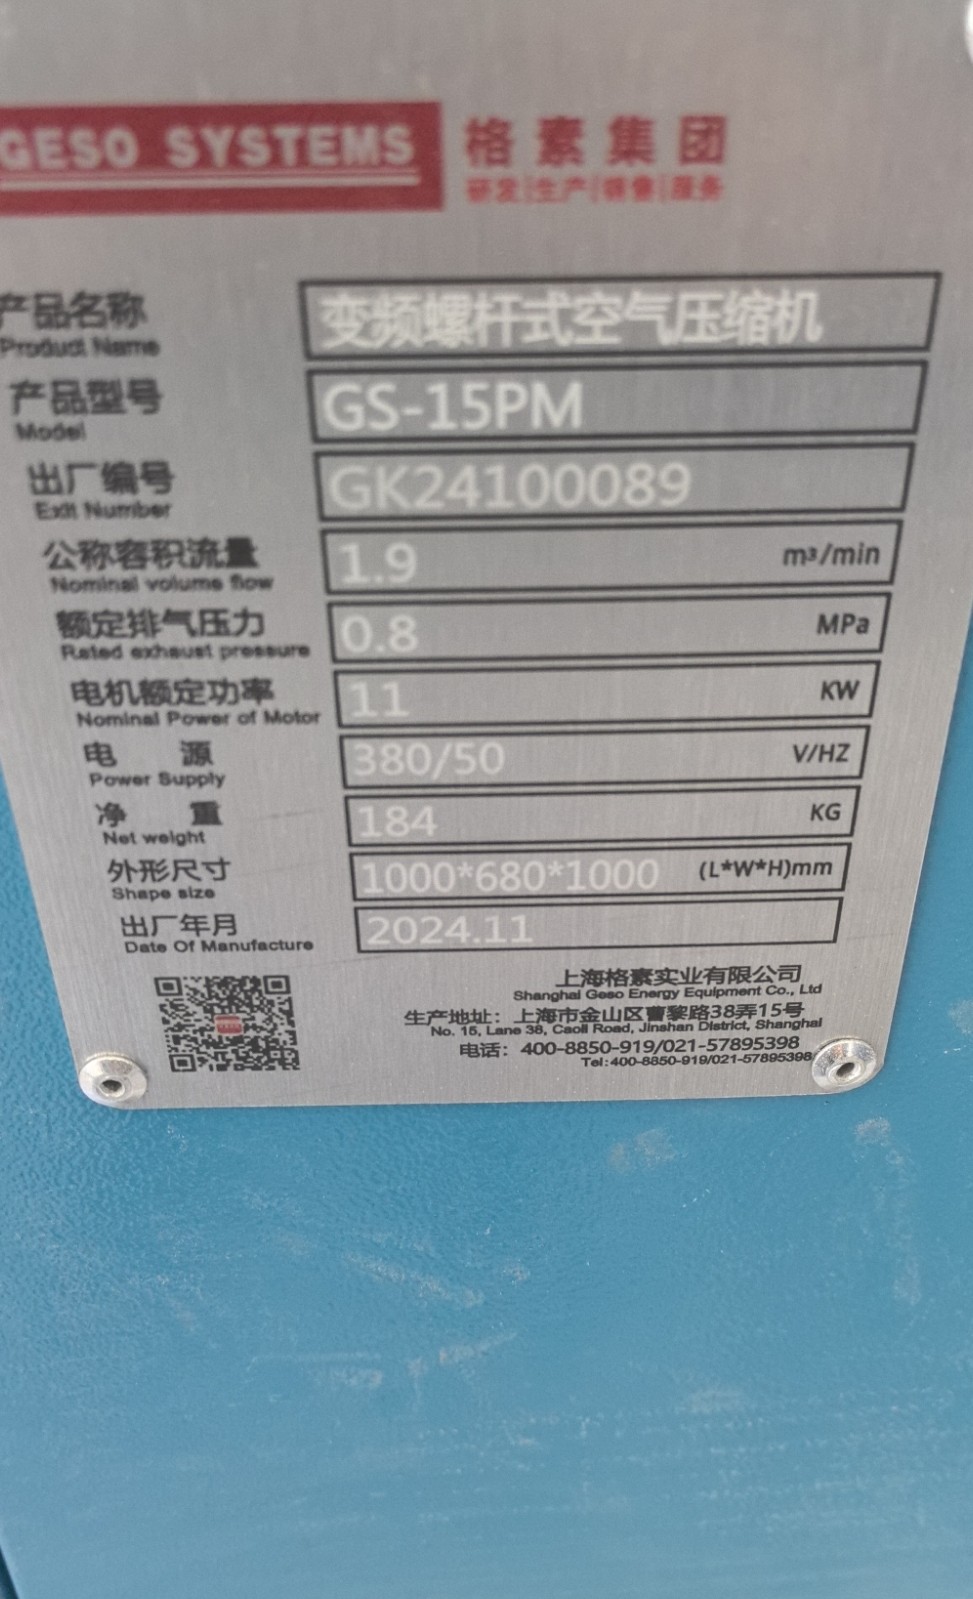 GESO SYSTEMS 格素集团
研发|生产|销售|服务
产品名称 变频螺杆式空气压缩机
Product Name
产品型号 GS-15PM
Model
出厂编号 GK24100089
Exit Number
公称容积流量 1.9 m³/min
Nominal volume flow
额定排气压力 0.8 MPa
Rated exhaust pressure
电机额定功率 11 KW
Nominal Power of Motor
电 源 380/50 V/HZ
Power Supply
净 重 184 KG
Net weight
外形尺寸 1000*680*1000 (L*W*H)mm
Shape size
出厂年月 2024.11
Date Of Manufacture
上海格素实业有限公司
Shanghai Geso Energy Equipment Co., Ltd
生产地址：上海市金山区曹黎路38弄15号
No. 15, Lane 38, Caoli Road, Jinshan District, Shanghai
电话：400-8850-919/021-57895398
Tel:400-8850-919/021-57895398